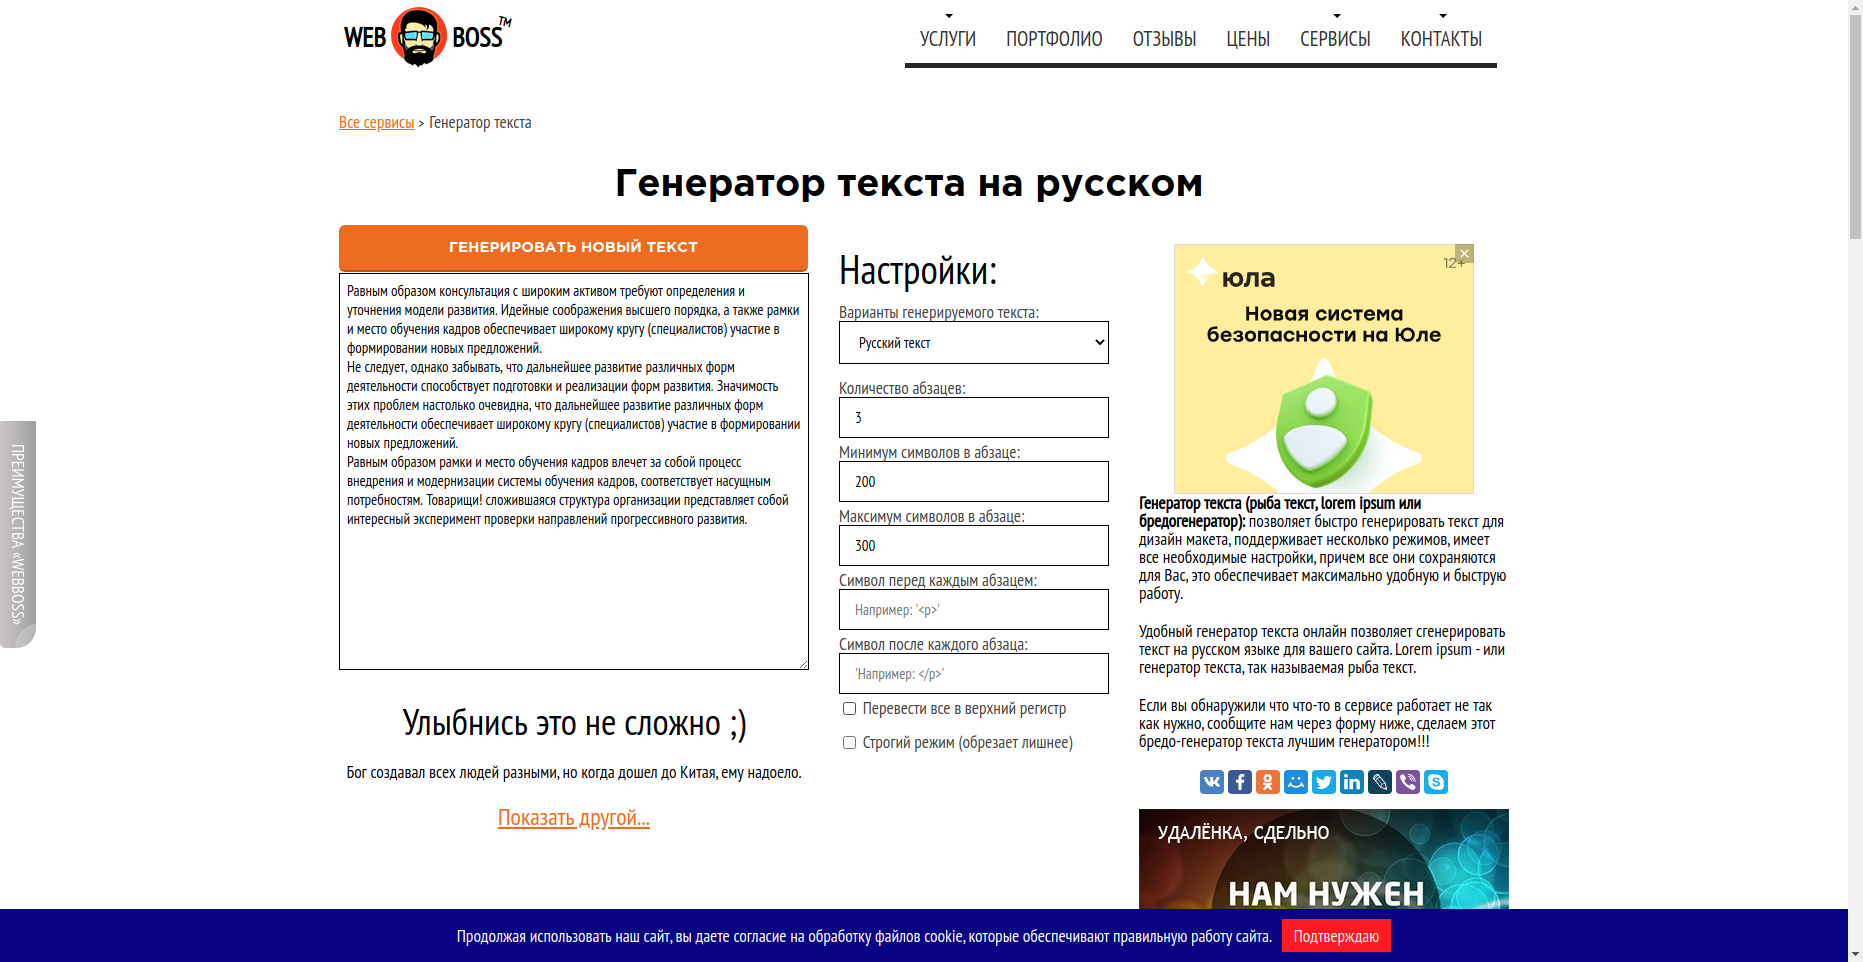 WEB BOSS TM
УСЛУГИ ПОРТФОЛИО ОТЗЫВЫ ЦЕНЫ СЕРВИСЫ КОНТАКТЫ
Все сервисы > Генератор текста
Генератор текста на русском
ГЕНЕРИРОВАТЬ НОВЫЙ ТЕКСТ
Равным образом консультация с широким активом требуют определения и
уточнения модели развития. Идейные соображения высшего порядка, а также рамки
и место обучения кадров обеспечивает широкому кругу (специалистов) участие в
формировании новых предложений.
Не следует, однако забывать, что дальнейшее развитие различных форм
деятельности способствует подготовки и реализации форм развития. Значимость
этих проблем настолько очевидна, что дальнейшее развитие различных форм
деятельности обеспечивает широкому кругу (специалистов) участие в формировании
новых предложений.
Равным образом рамки и место обучения кадров влечет за собой процесс
внедрения и модернизации системы обучения кадров, соответствует насущным
потребностям. Товарищи! сложившаяся структура организации представляет собой
интересный эксперимент проверки направлений прогрессивного развития.
Улыбнись это не сложно ;)
Бог создавал всех людей разными, но когда дошел до Китая, ему надоело.
Показать другой...
Настройки:
Варианты генерируемого текста:
Русский текст
Количество абзацев:
3
Минимум символов в абзаце:
200
Максимум символов в абзаце:
300
Символ перед каждым абзацем:
Например: '<p>'
Символ после каждого абзаца:
'Например: </p>'
Перевести все в верхний регистр
Строгий режим (обрезает лишнее)
12+
юла
Новая система
безопасности на Юле
Генератор текста (рыба текст, lorem ipsum или
бредогенератор): позволяет быстро генерировать текст для
дизайн макета, поддерживает несколько режимов, имеет
все необходимые настройки, причем все они сохраняются
для Вас, это обеспечивает максимально удобную и быструю
работу.
Удобный генератор текста онлайн позволяет сгенерировать
текст на русском языке для вашего сайта. Lorem ipsum - или
генератор текста, так называемая рыба текст.
Если вы обнаружили что что-то в сервисе работает не так
как нужно, сообщите нам через форму ниже, сделаем этот
бредо-генератор текста лучшим генератором!!!
УДАЛЁНКА, СДЕЛЬНО
НАМ НУЖЕН
ПРЕИМУЩЕСТВА «WEBBOSS»
Продолжая использовать наш сайт, вы даете согласие на обработку файлов cookie, которые обеспечивают правильную работу сайта. Подтверждаю